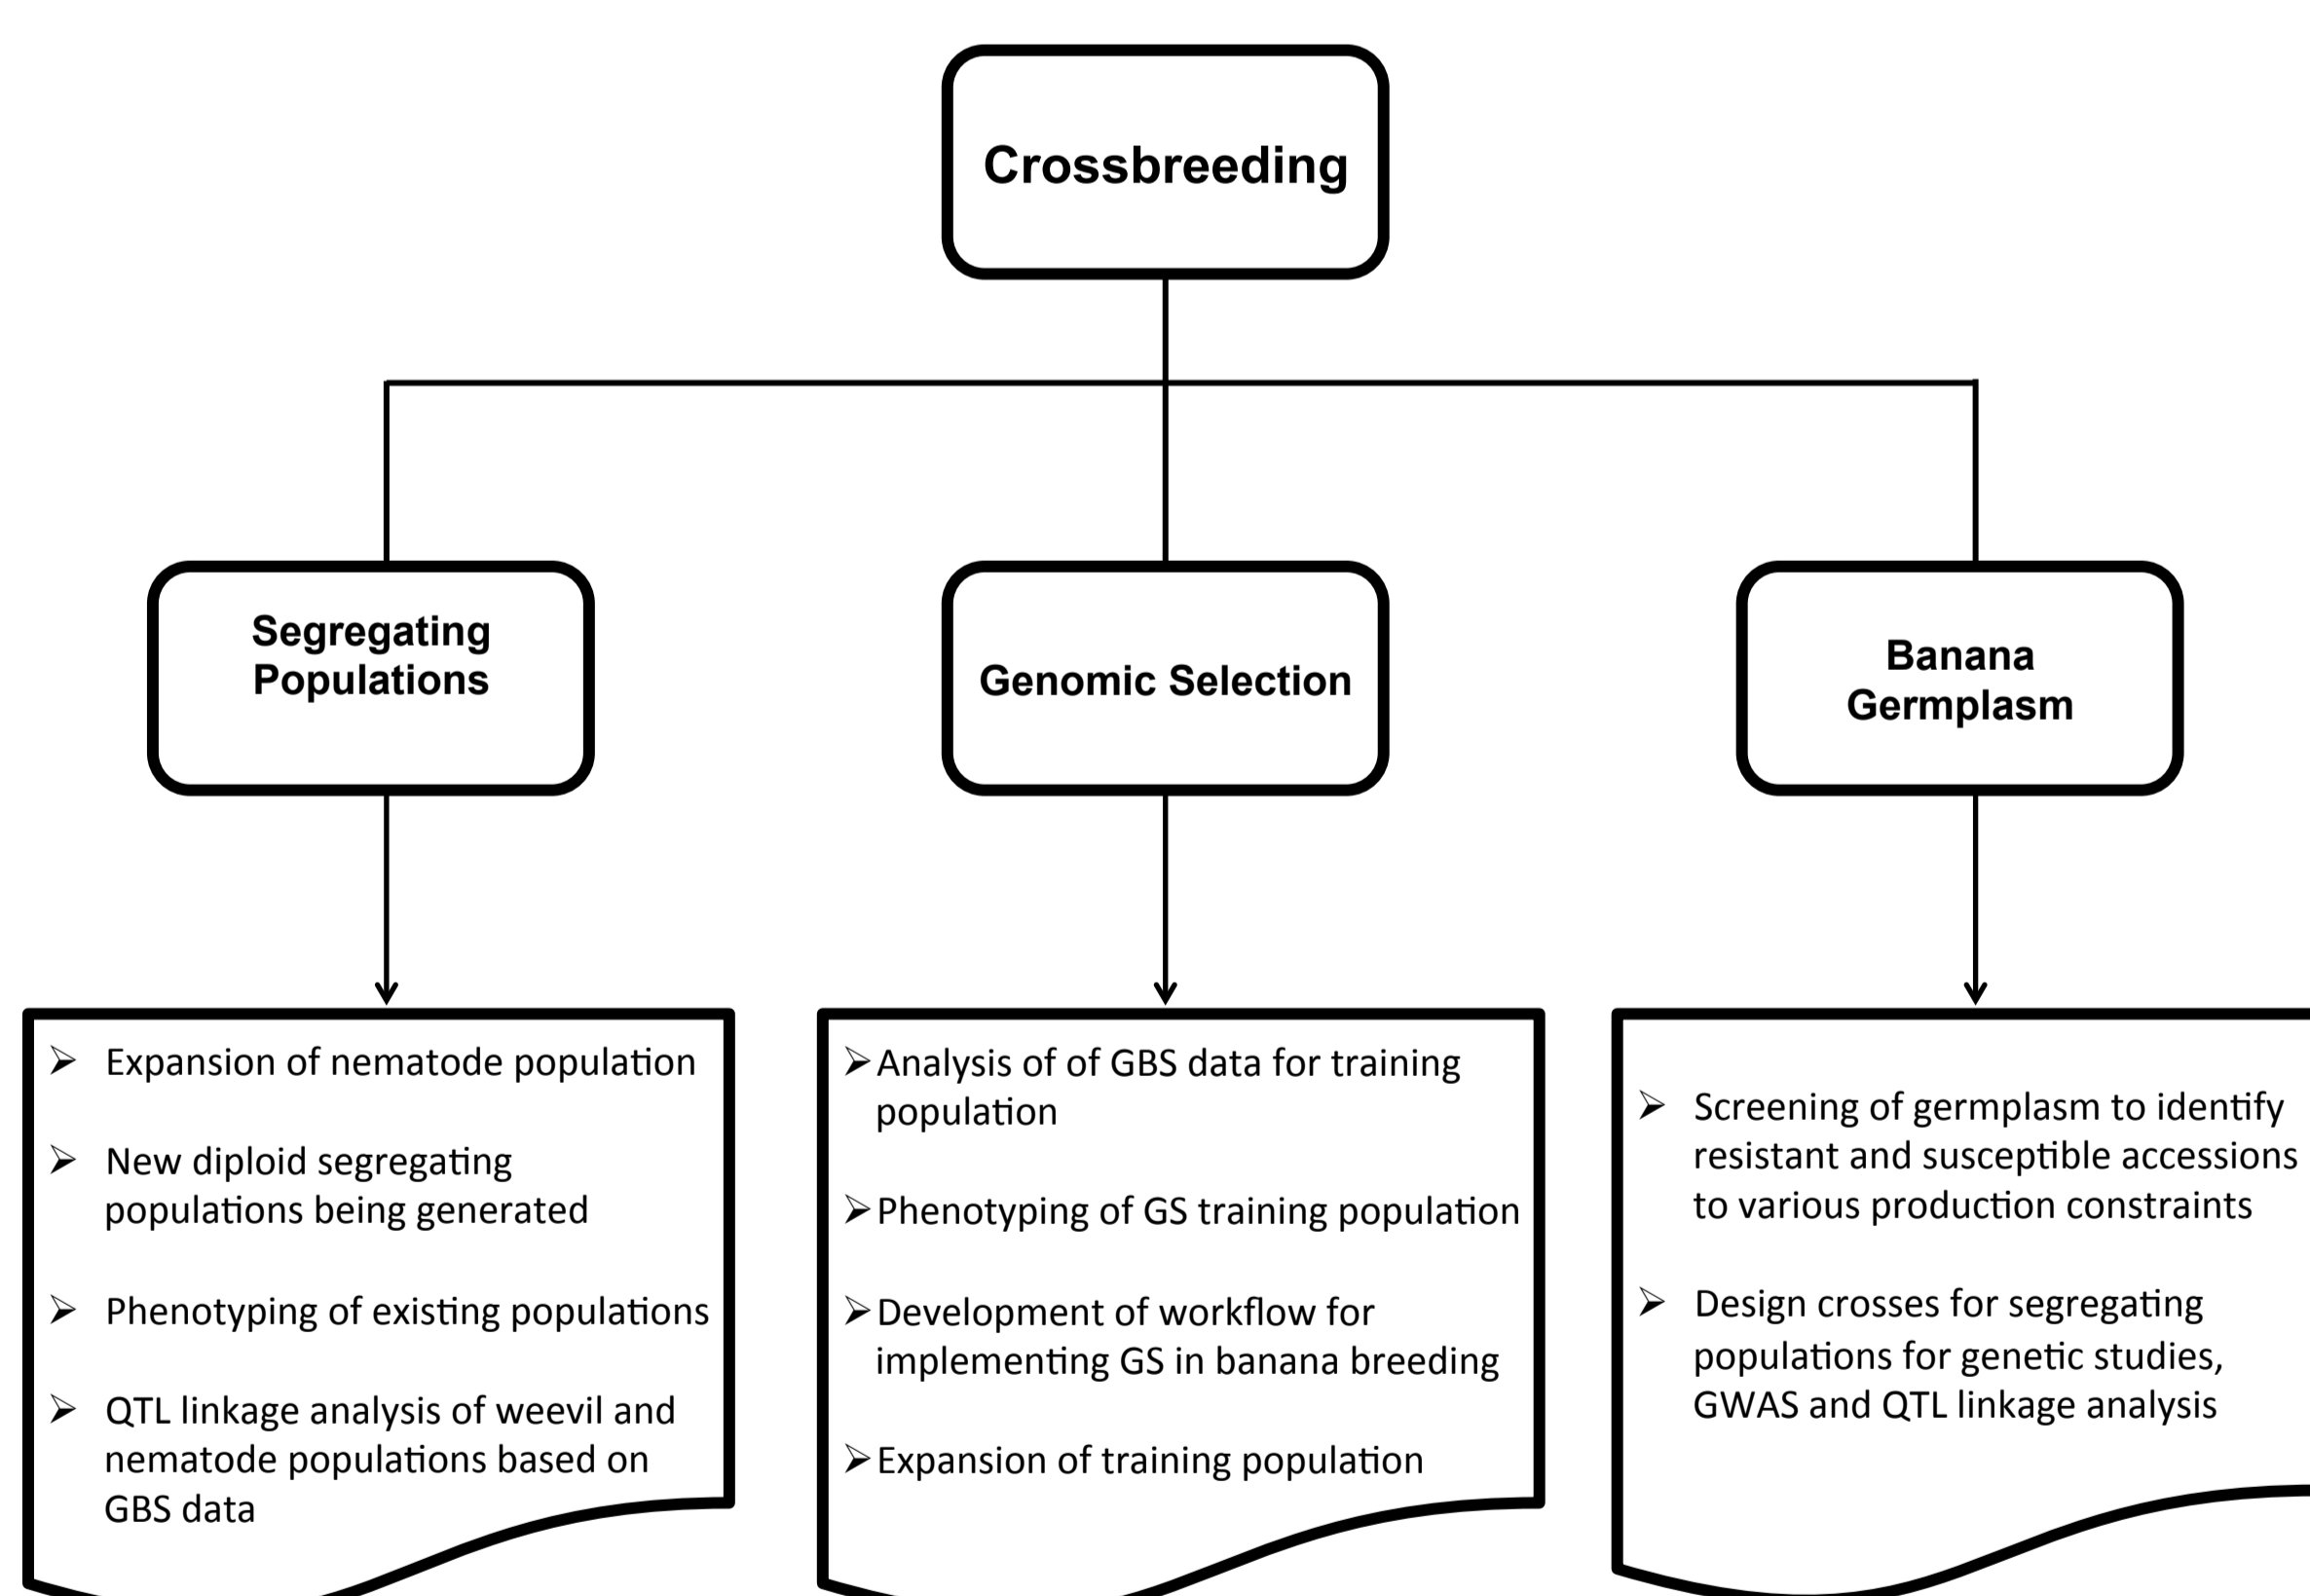 Crossbreeding
Segregating
Populations
Genomic Selection
Banana
Germplasm
Expansion of nematode population
New diploid segregating
populations being generated
Phenotyping of existing populations
QTL linkage analysis of weevil and
nematode populations based on
GBS data
Analysis of of GBS data for training
population
Phenotyping of GS training population
Development of workflow for
implementing GS in banana breeding
Expansion of training population
Screening of germplasm to identify
resistant and susceptible accessions
to various production constraints
Design crosses for segregating
populations for genetic studies,
GWAS and QTL linkage analysis